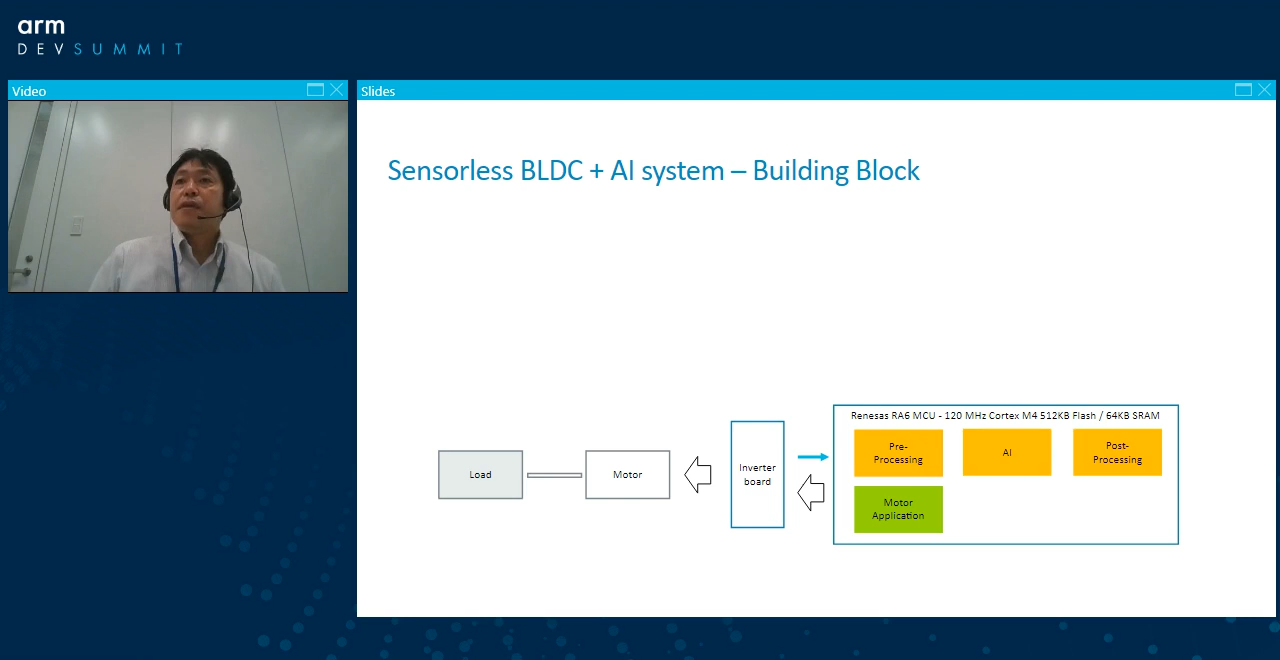 arm
DEVSUMMIT
Video
Slides
Sensorless BLDC + AI system – Building Block
Renesas RA6 MCU - 120 MHz Cortex M4 512KB Flash / 64KB SRAM
Pre-
Processing
AI
Post-
Processing
Load
Motor
Inverter
board
Motor
Application